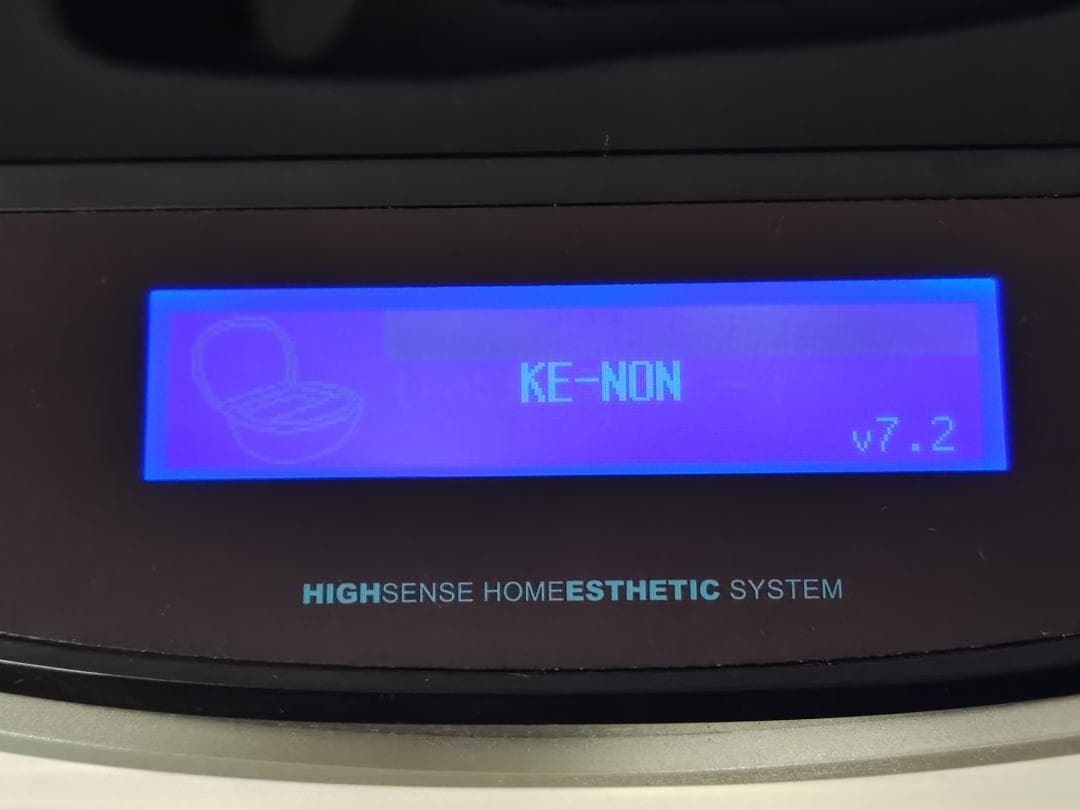 KE-NON
v7.2
HIGHSENSE HOMEESTHETIC SYSTEM